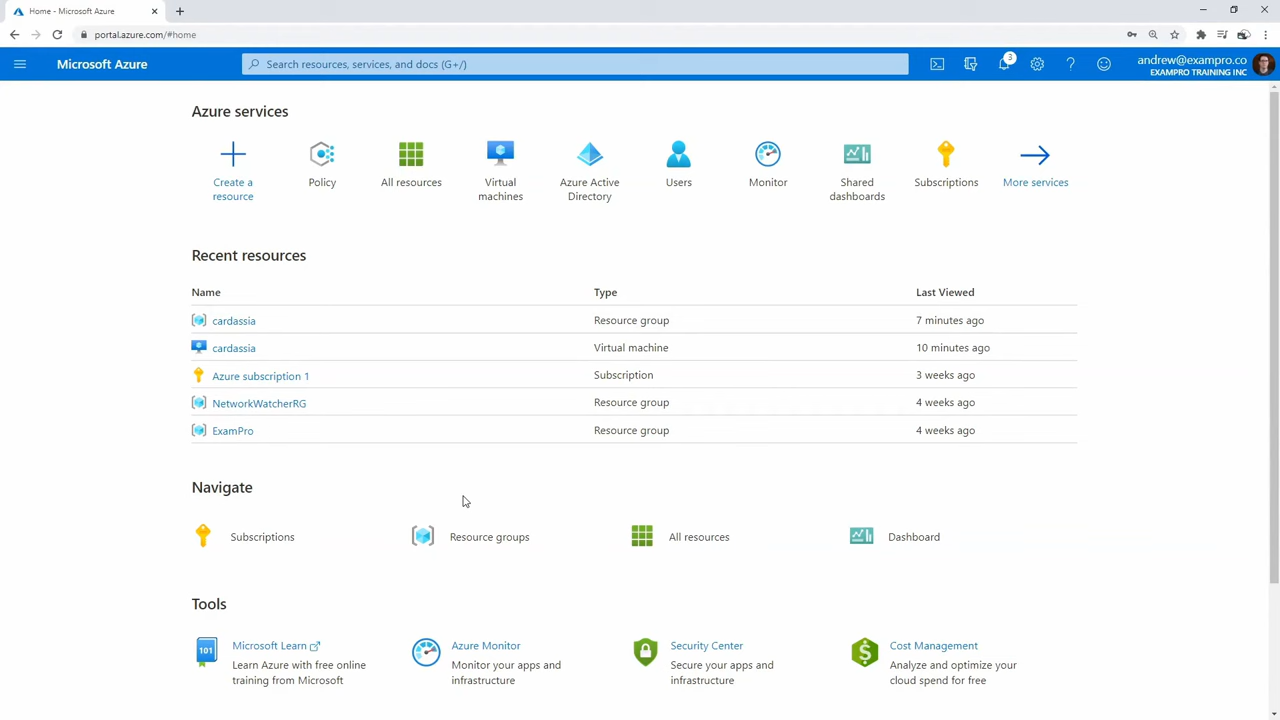 Home - Microsoft Azure
portal.azure.com/#home
Microsoft Azure
Search resources, services, and docs (G+/)
3
andrew@exampro.co
EXAMPRO TRAINING INC
Azure services
Create a resource
Policy
All resources
Virtual machines
Azure Active Directory
Users
Monitor
Shared dashboards
Subscriptions
More services
Recent resources
Name Type Last Viewed
cardassia Resource group 7 minutes ago
cardassia Virtual machine 10 minutes ago
Azure subscription 1 Subscription 3 weeks ago
NetworkWatcherRG Resource group 4 weeks ago
ExamPro Resource group 4 weeks ago
Navigate
Subscriptions
Resource groups
All resources
Dashboard
Tools
101
Microsoft Learn
Learn Azure with free online
training from Microsoft
Azure Monitor
Monitor your apps and
infrastructure
Security Center
Secure your apps and
infrastructure
Cost Management
Analyze and optimize your
cloud spend for free